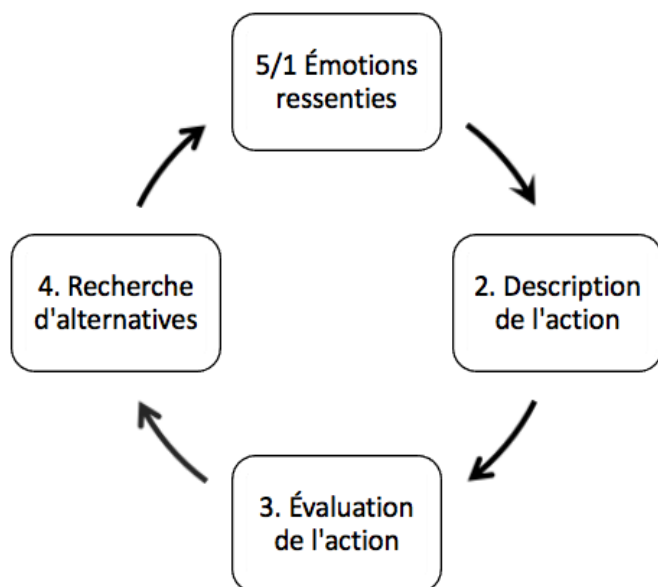 5/1 Émotions
ressenties
2. Description
de l'action
3. Évaluation
de l'action
4. Recherche
d'alternatives